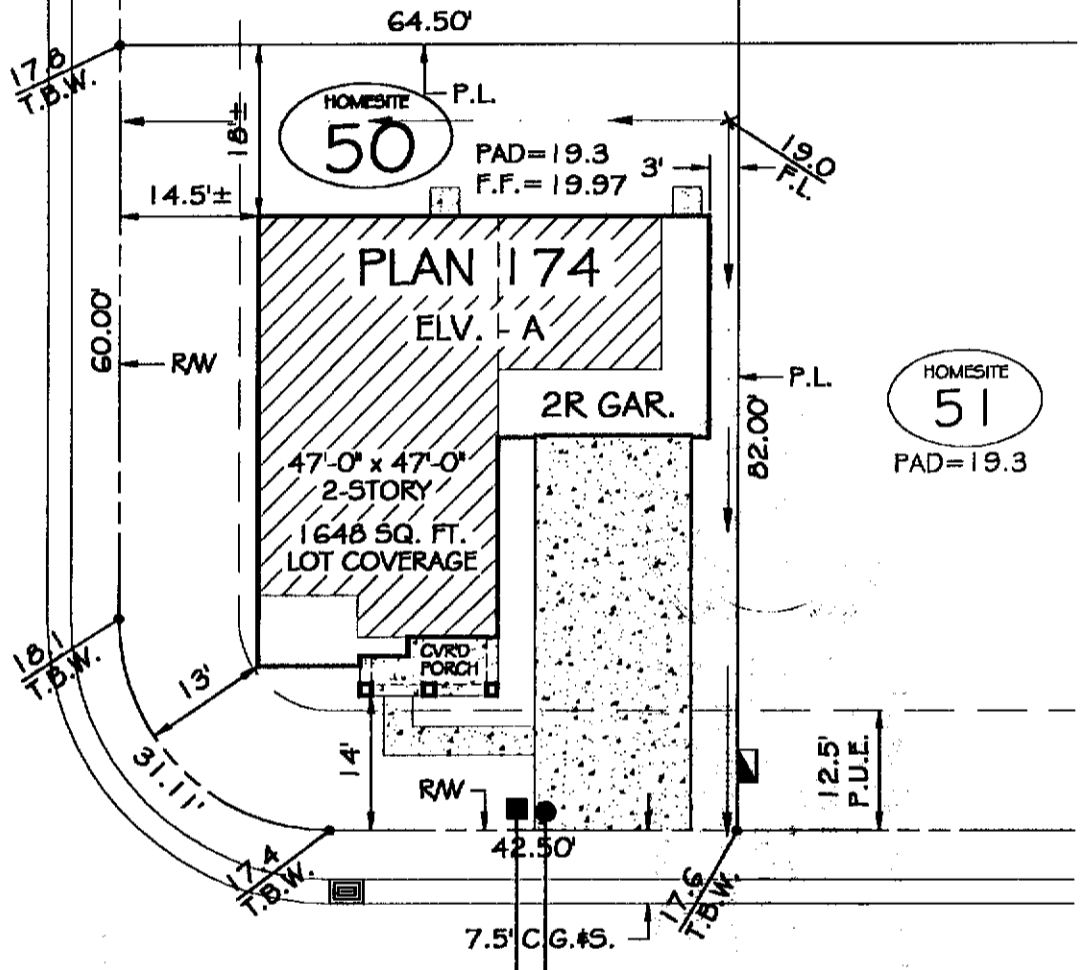 64.50'
17.8
T.B.W.
P.L.
HOMESITE
50
18'±
PAD=19.3
F.F.=19.97
3'
19.0
F.L.
14.5'±
PLAN 174
ELV. - A
60.00'
R/W
P.L.
HOMESITE
51
PAD=19.3
2R GAR.
82.00'
47'-0" x 47'-0"
2-STORY
1648 SQ. FT.
LOT COVERAGE
18.1
T.B.W.
CVR'D
PORCH
13'
31.11'
14'
R/W
12.5'
P.U.E.
42.50'
17.4
T.B.W.
17.6
T.B.W.
7.5' C.G.&S.